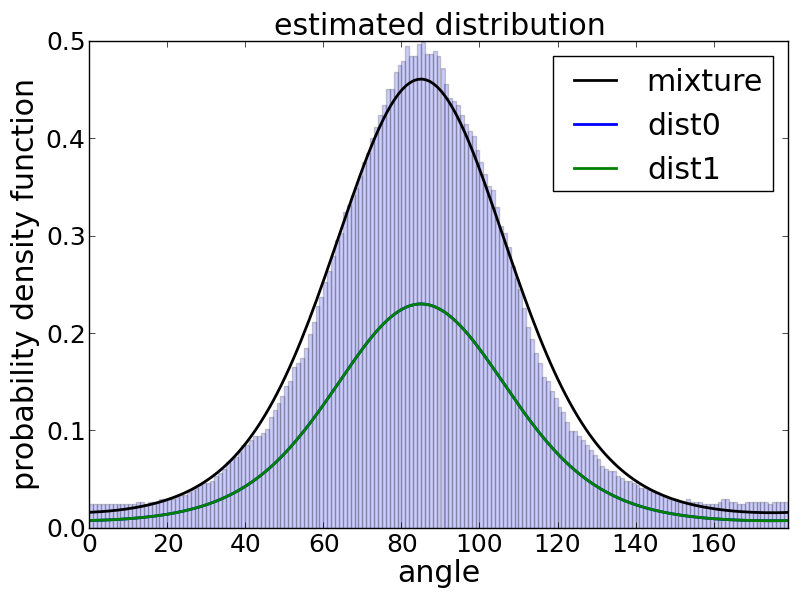 estimated distribution
0.5
0.4
0.3
0.2
0.1
0.0
probability density function
mixture
dist0
dist1
0 20 40 60 80 100 120 140 160
angle